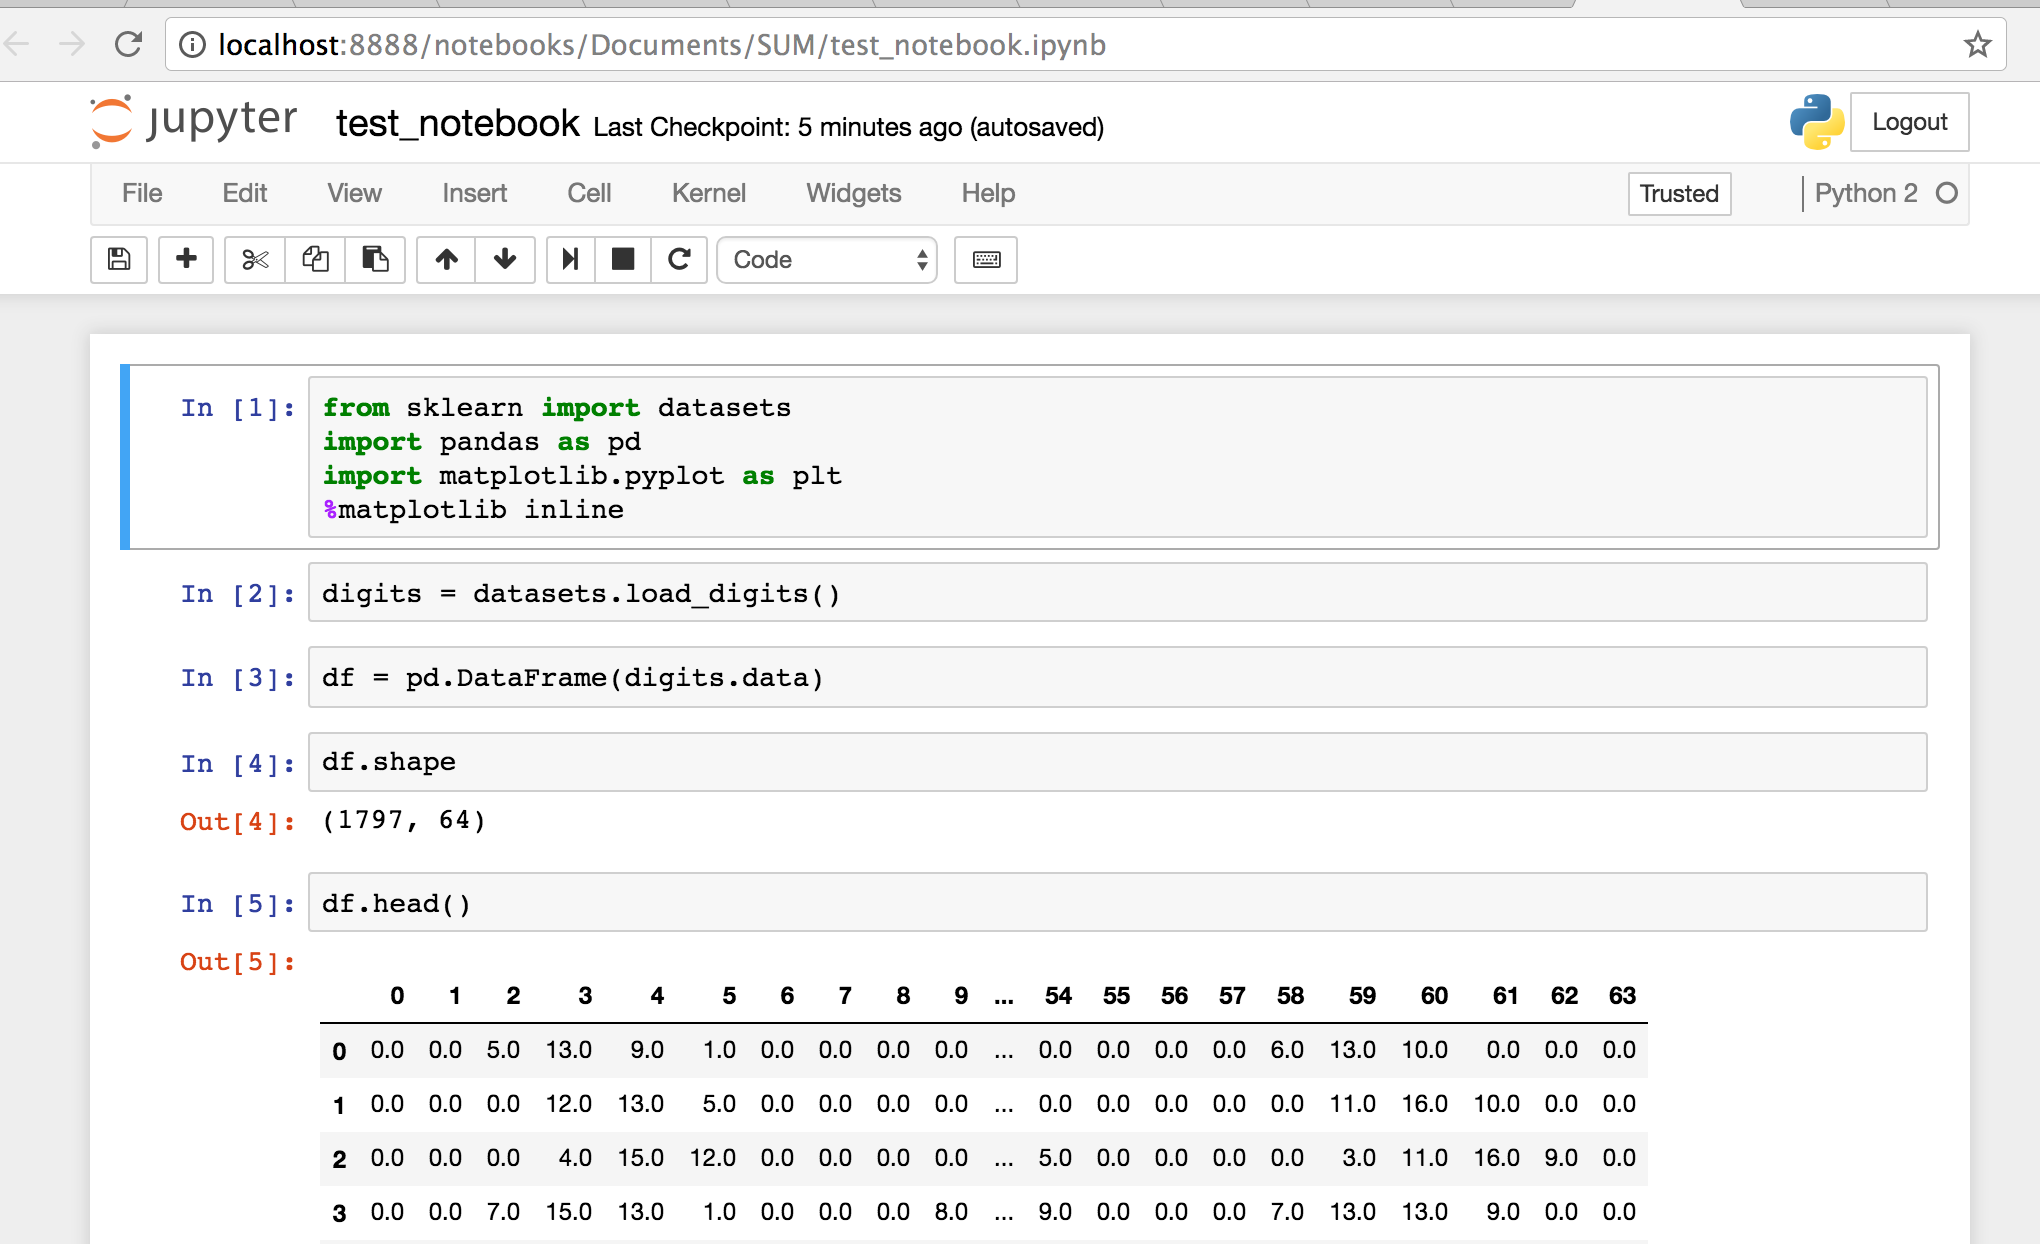 localhost:8888/notebooks/Documents/SUM/test_notebook.ipynb
jupyter test_notebook Last Checkpoint: 5 minutes ago (autosaved) Logout
File Edit View Insert Cell Kernel Widgets Help Trusted Python 2
Code
In [1]: from sklearn import datasets
import pandas as pd
import matplotlib.pyplot as plt
%matplotlib inline
In [2]: digits = datasets.load_digits()
In [3]: df = pd.DataFrame(digits.data)
In [4]: df.shape
Out[4]: (1797, 64)
In [5]: df.head()
Out[5]:
0 1 2 3 4 5 6 7 8 9 ... 54 55 56 57 58 59 60 61 62 63
0 0.0 0.0 5.0 13.0 9.0 1.0 0.0 0.0 0.0 0.0 ... 0.0 0.0 0.0 0.0 6.0 13.0 10.0 0.0 0.0 0.0
1 0.0 0.0 0.0 12.0 13.0 5.0 0.0 0.0 0.0 0.0 ... 0.0 0.0 0.0 0.0 0.0 11.0 16.0 10.0 0.0 0.0
2 0.0 0.0 0.0 4.0 15.0 12.0 0.0 0.0 0.0 0.0 ... 5.0 0.0 0.0 0.0 0.0 3.0 11.0 16.0 9.0 0.0
3 0.0 0.0 7.0 15.0 13.0 1.0 0.0 0.0 0.0 8.0 ... 9.0 0.0 0.0 0.0 7.0 13.0 13.0 9.0 0.0 0.0